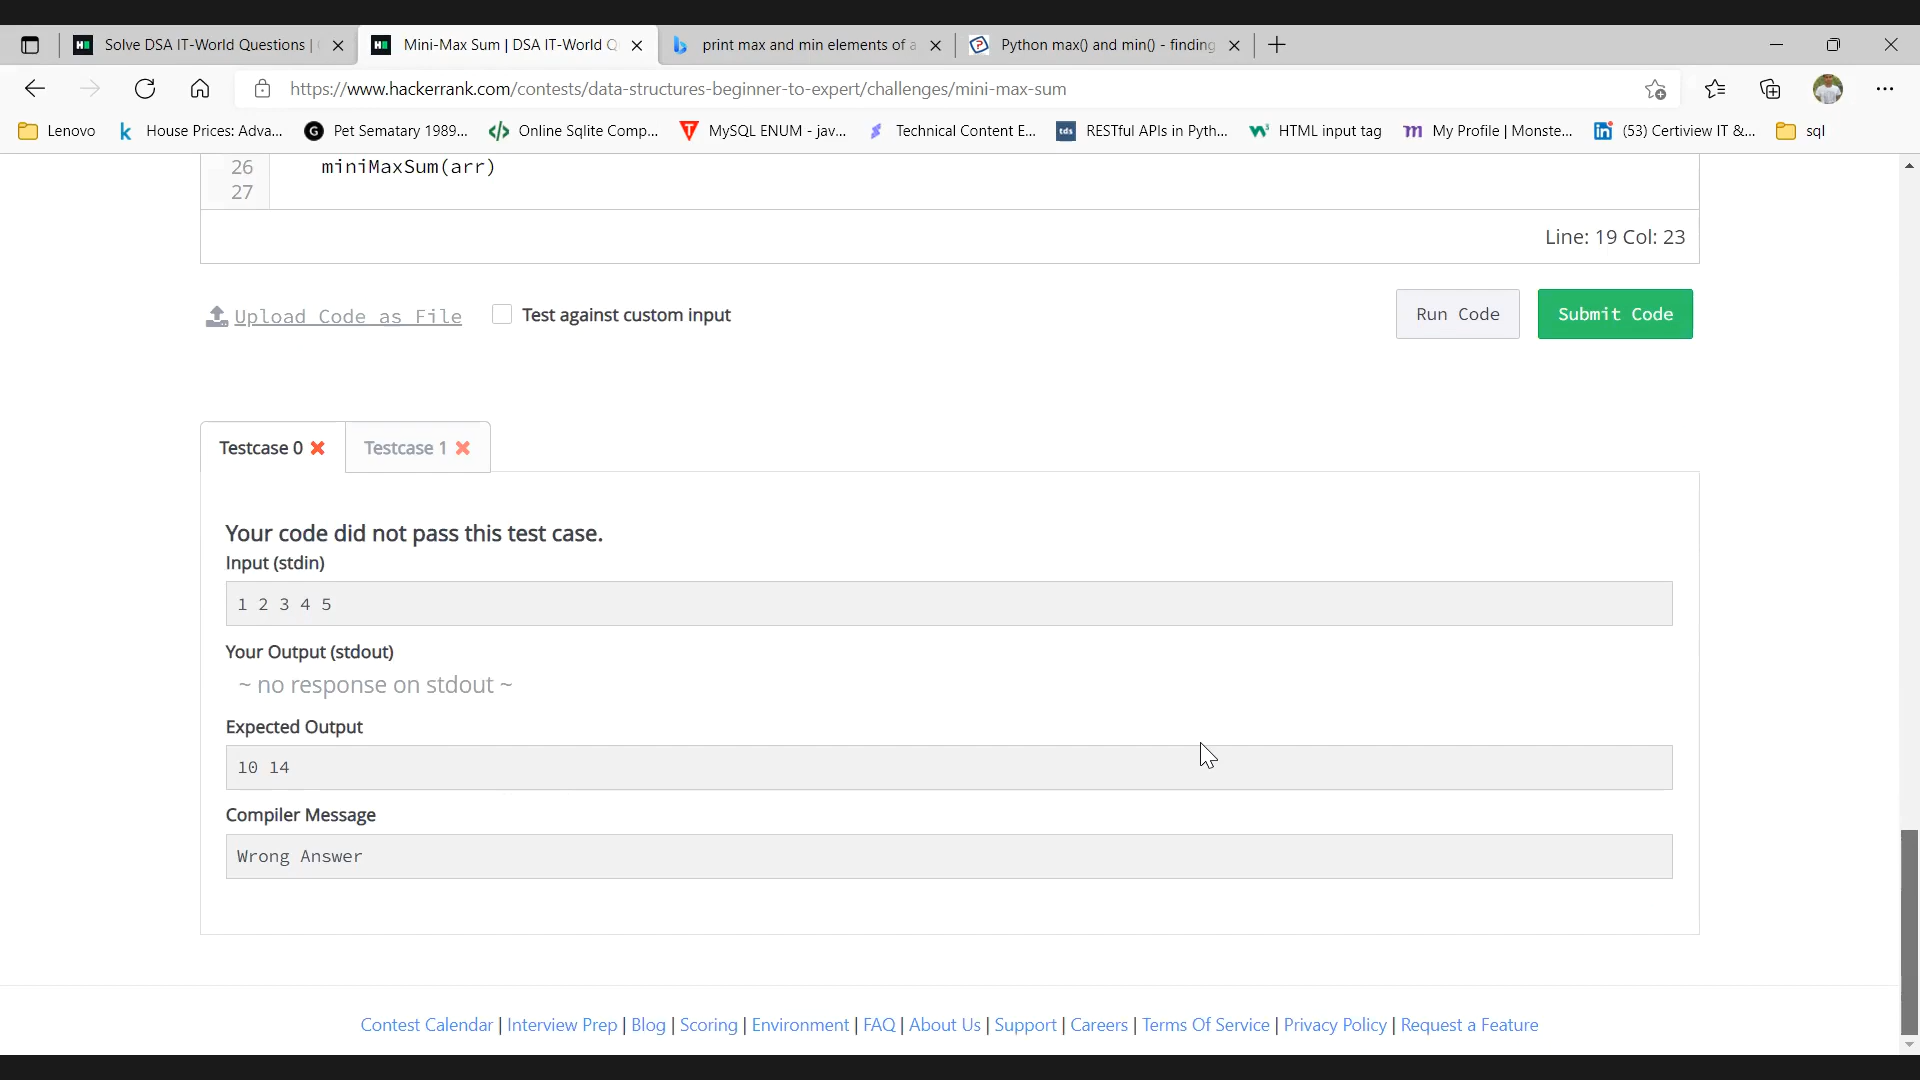 Solve DSA IT-World Questions |
Mini-Max Sum | DSA IT-World Q
print max and min elements of a
Python max() and min() - finding
https://www.hackerrank.com/contests/data-structures-beginner-to-expert/challenges/mini-max-sum
Lenovo
House Prices: Adva...
Pet Sematary 1989...
Online Sqlite Comp...
MySQL ENUM - jav...
Technical Content E...
tds
RESTful APIs in Pyth...
HTML input tag
My Profile | Monste...
(53) Certiview IT &...
sql
26 miniMaxSum(arr)
27
Line: 19 Col: 23
Upload Code as File
Test against custom input
Run Code
Submit Code
Testcase 0
Testcase 1
Your code did not pass this test case.
Input (stdin)
1 2 3 4 5
Your Output (stdout)
~ no response on stdout ~
Expected Output
10 14
Compiler Message
Wrong Answer
Contest Calendar | Interview Prep | Blog | Scoring | Environment | FAQ | About Us | Support | Careers | Terms Of Service | Privacy Policy | Request a Feature